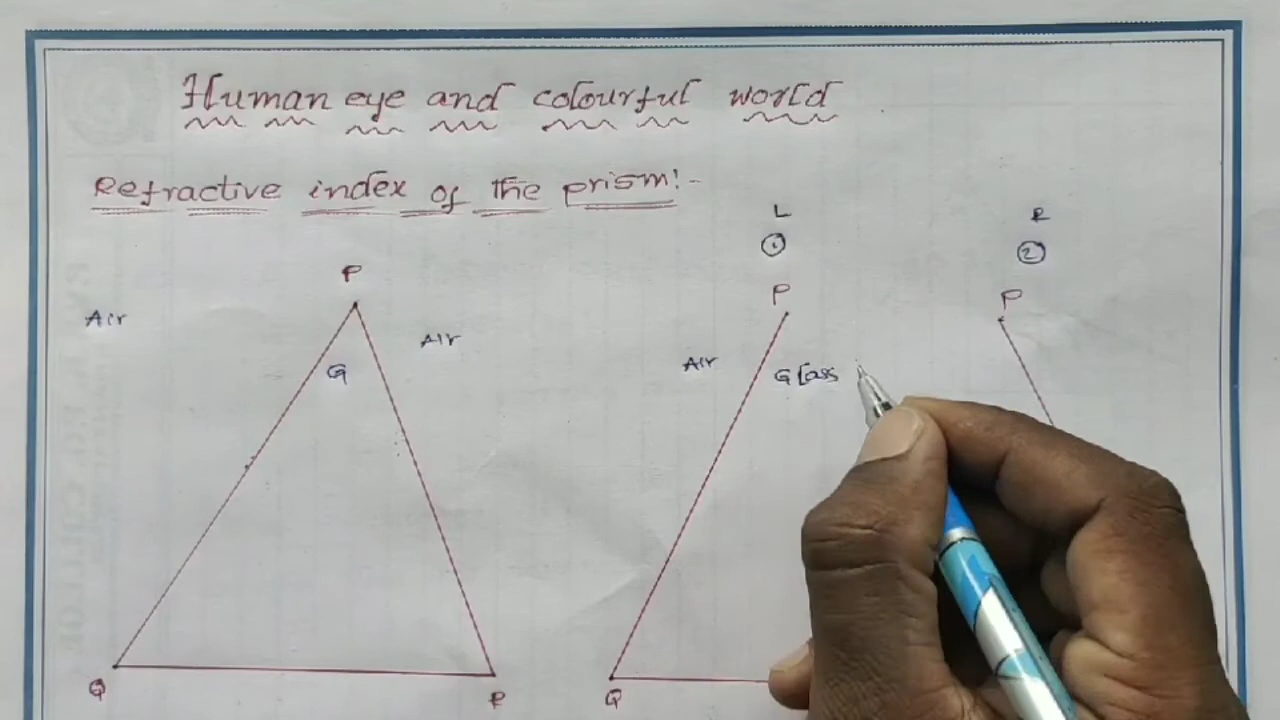 Human eye and colourful world
Refractive index of the prism:-
L
R
1
2
P
P
P
Air
Air
G
Air
Glass
Q
R
Q